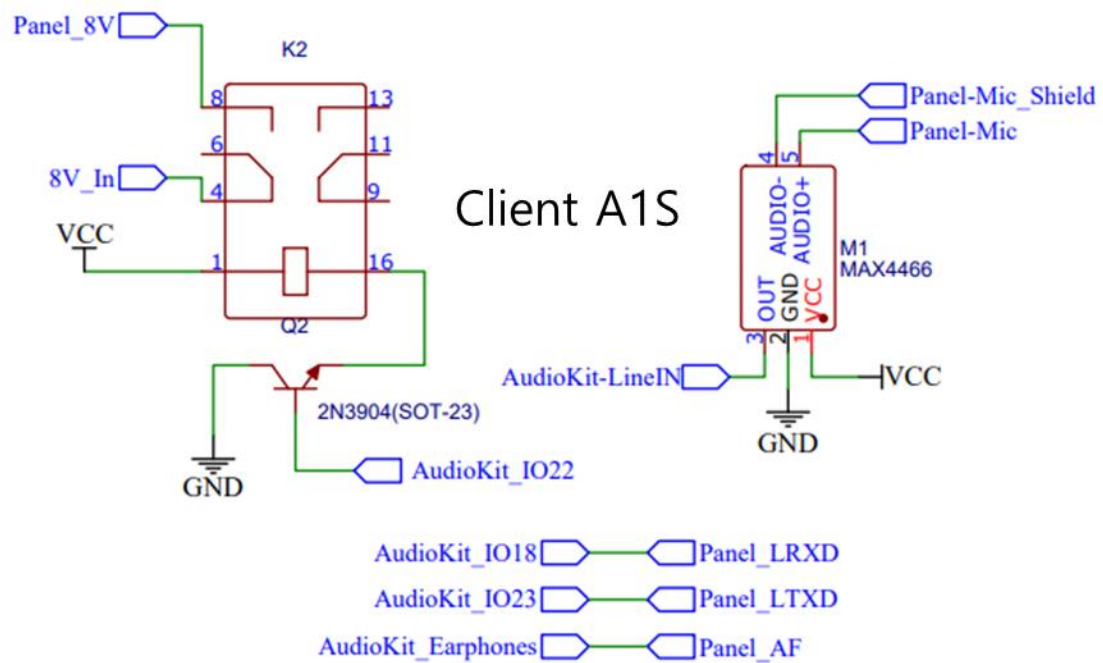 Panel_8V
K2
8
13
6
11
8V_In
4
9
VCC
1
16
Q2
2N3904(SOT-23)
GND
AudioKit_IO22
Client A1S
Panel-Mic_Shield
Panel-Mic
4
5
AUDIO-
AUDIO+
M1
MAX4466
OUT
GND
VCC
3
2
1
AudioKit-LineIN
VCC
GND
AudioKit_IO18 Panel_LRXD
AudioKit_IO23 Panel_LTXD
AudioKit_Earphones Panel_AF